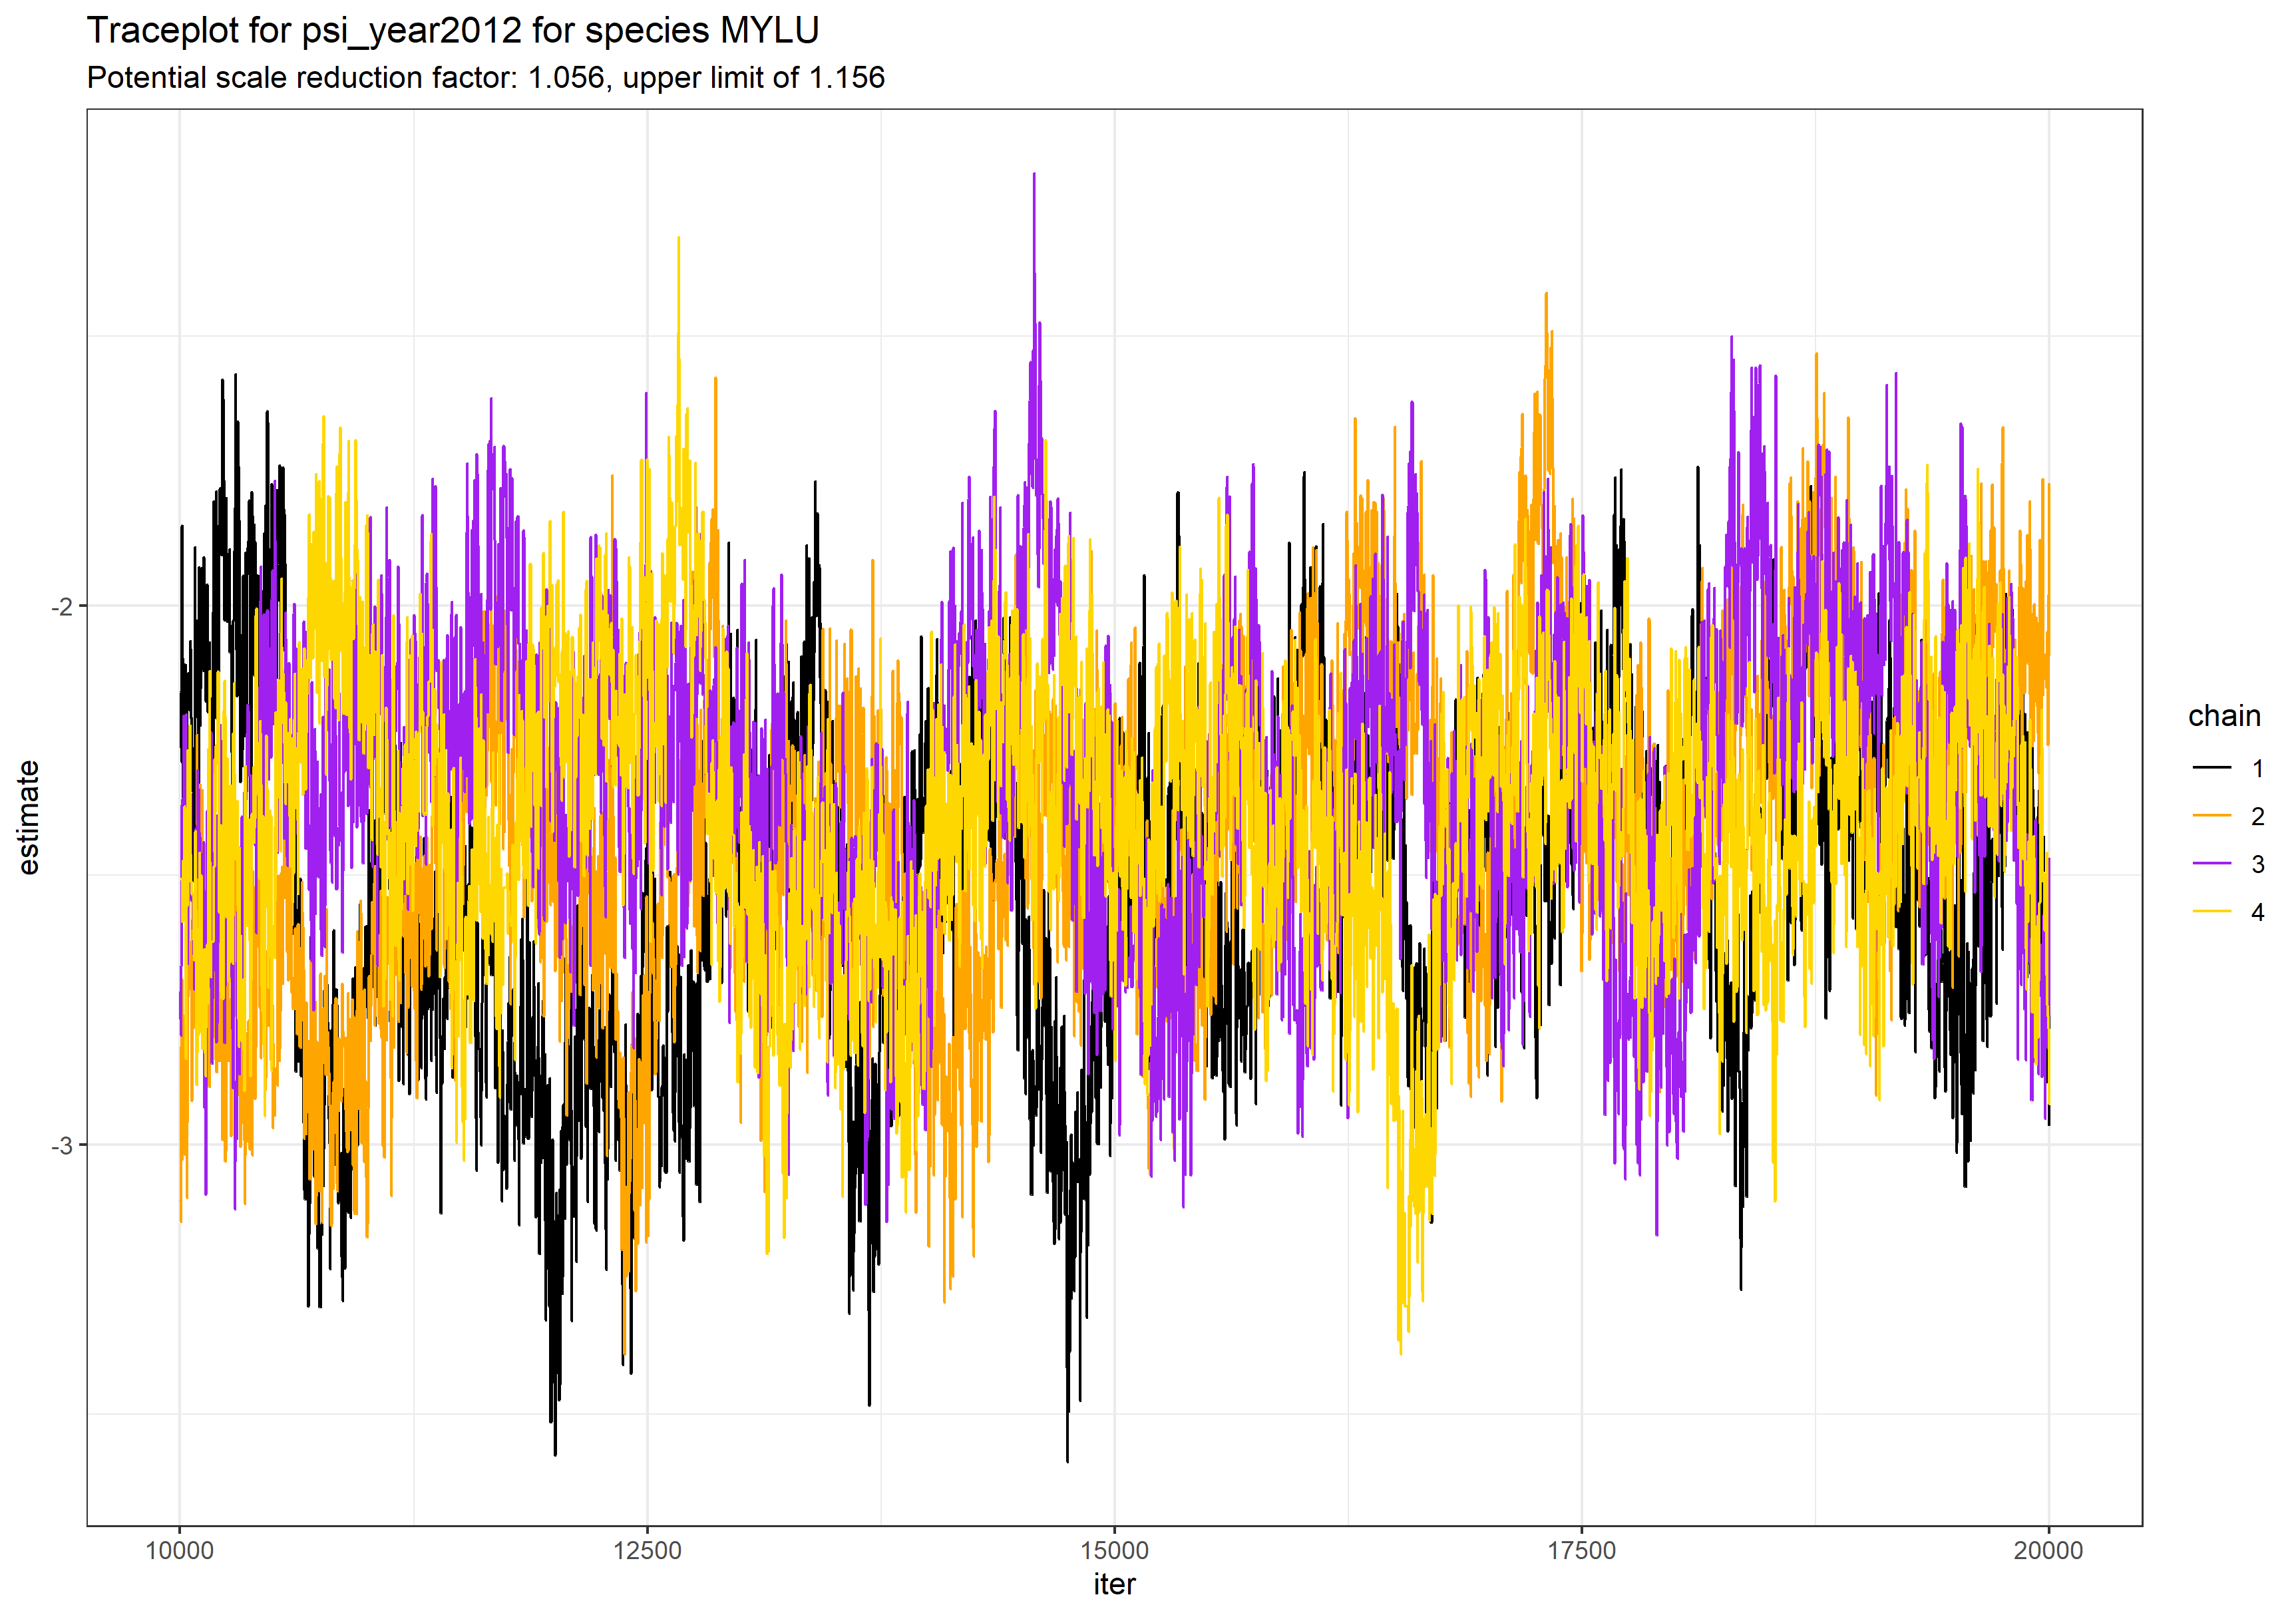 Traceplot for psi_year2012 for species MYLU
Potential scale reduction factor: 1.056, upper limit of 1.156
-2
-3
estimate
10000
12500
15000
17500
20000
iter
chain
1
2
3
4